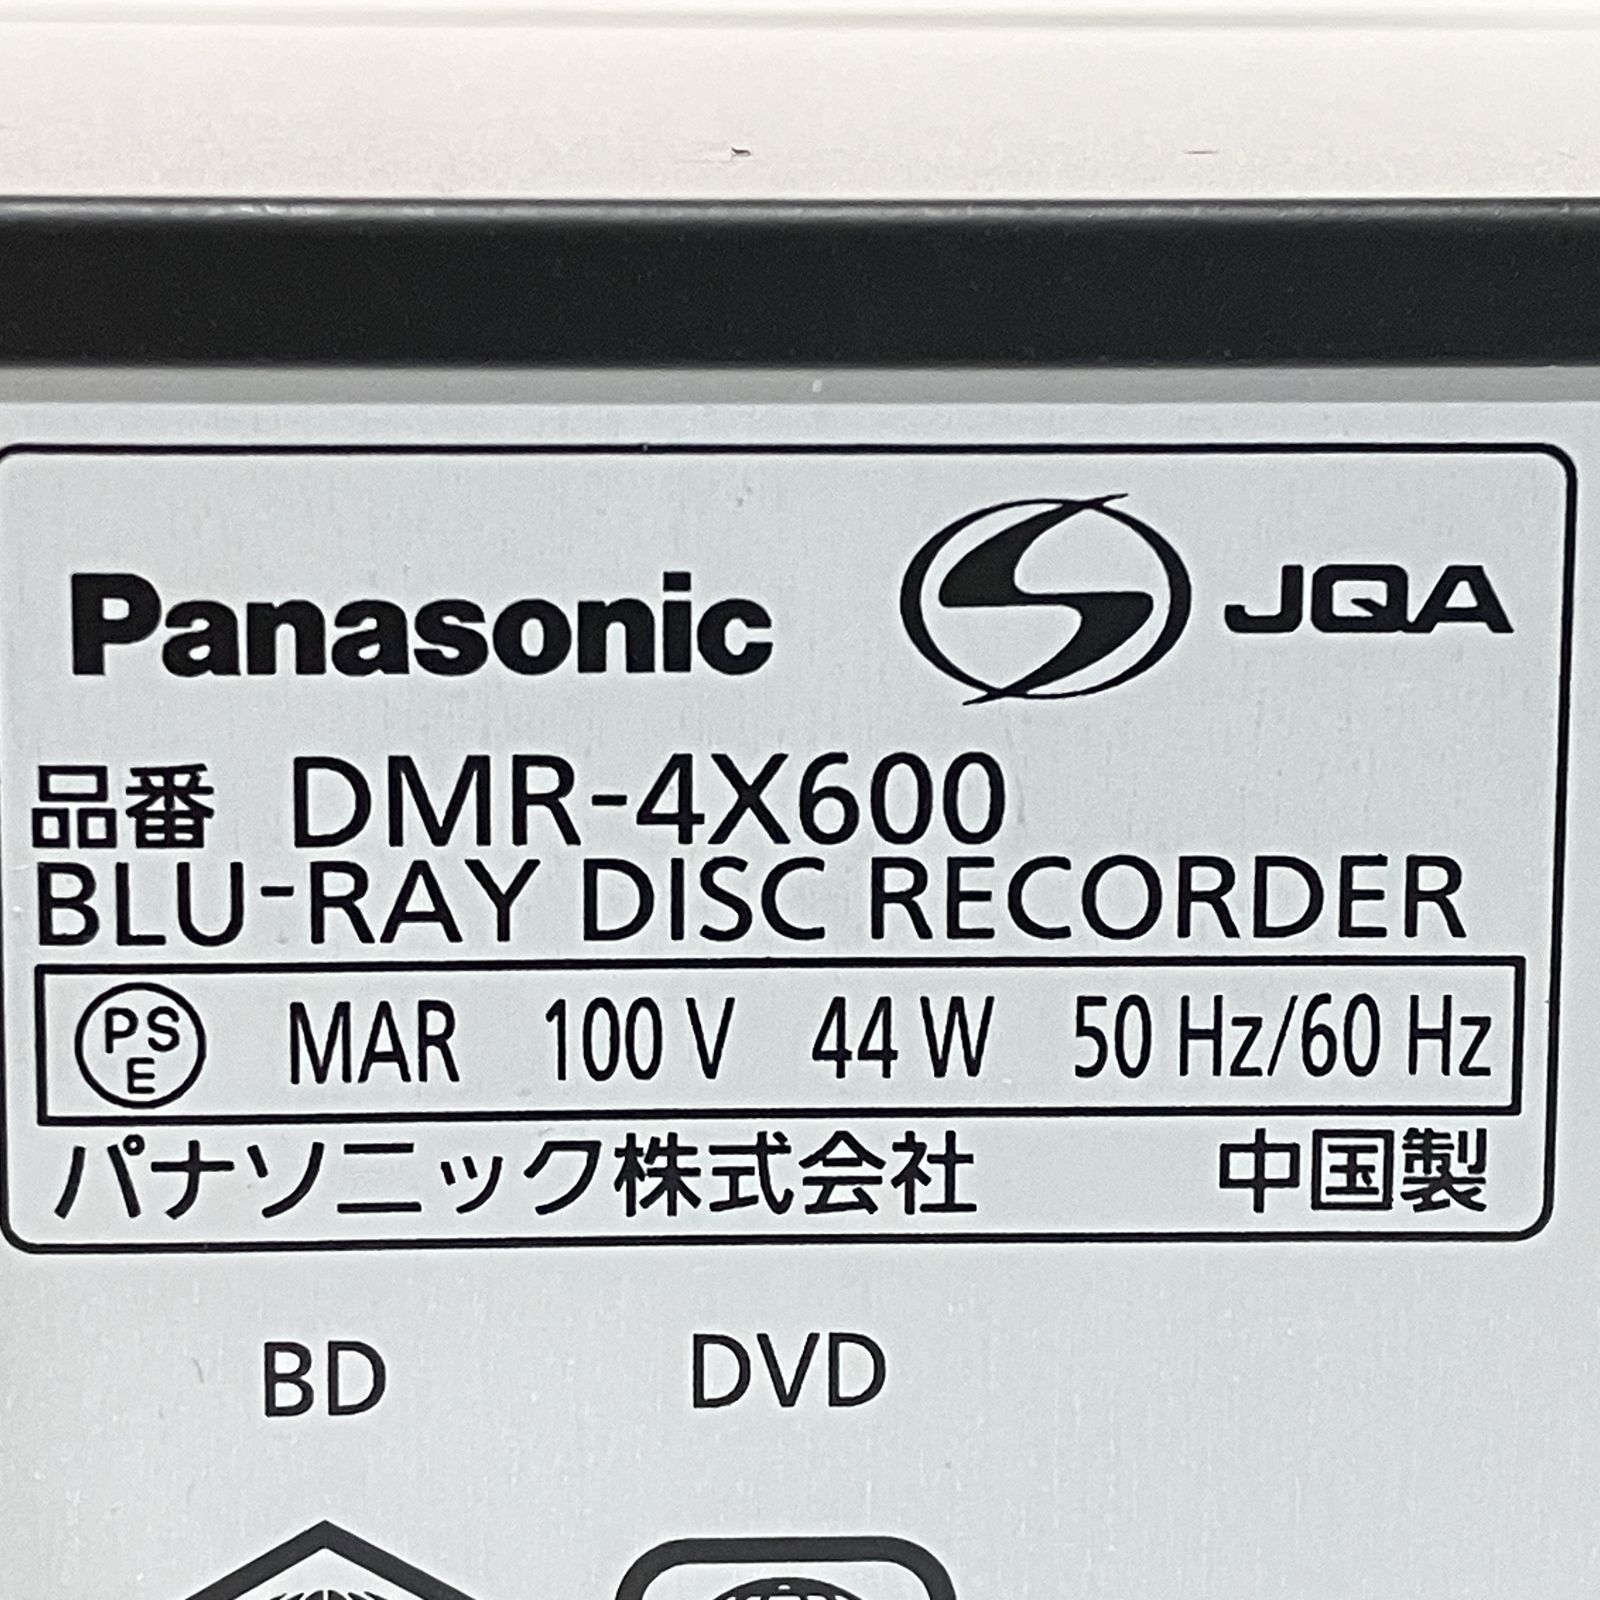 Panasonic S JQA
品番 DMR-4X600
BLU-RAY DISC RECORDER
PSE MAR 100 V 44 W 50 Hz/60 Hz
パナソニック株式会社 中国製
BD DVD